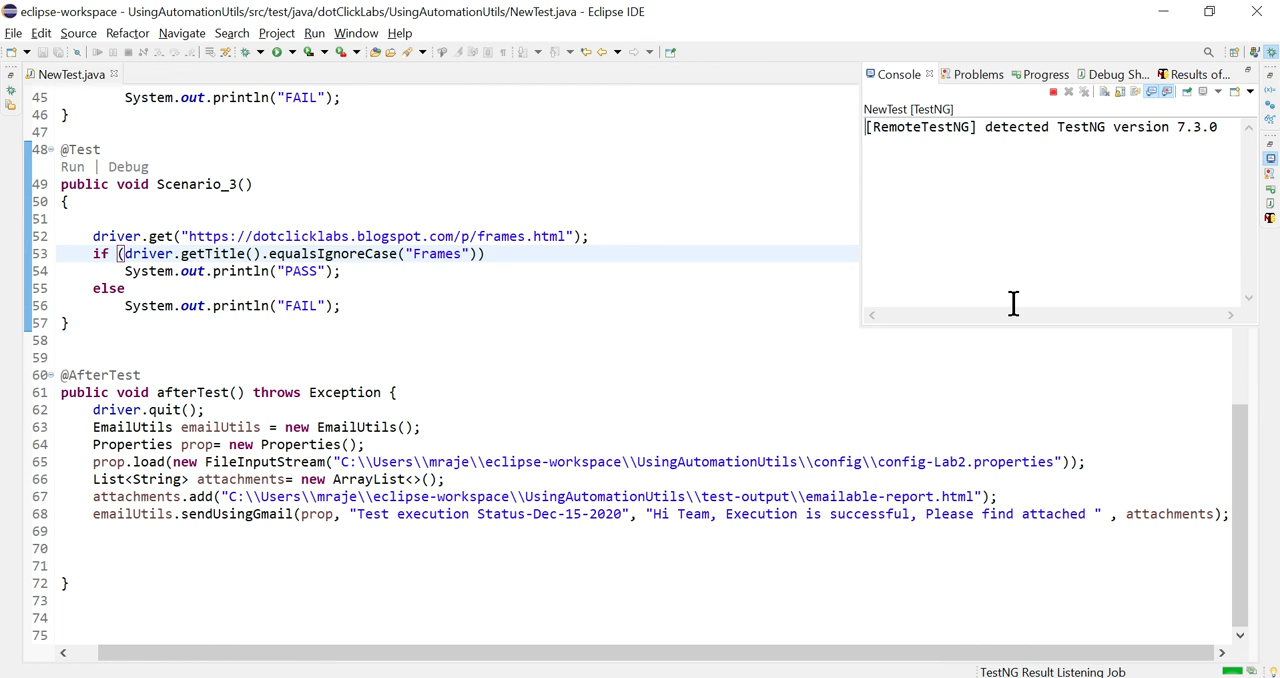 eclipse-workspace - UsingAutomationUtils/src/test/java/dotClickLabs/UsingAutomationUtils/NewTest.java - Eclipse IDE
File Edit Source Refactor Navigate Search Project Run Window Help
NewTest.java
Console Problems Progress Debug Sh... Results of...
NewTest [TestNG]
[RemoteTestNG] detected TestNG version 7.3.0
45 System.out.println("FAIL");
46 }
47
48 @Test
Run | Debug
49 public void Scenario_3()
50 {
51
52 driver.get("https://dotclicklabs.blogspot.com/p/frames.html");
53 if (driver.getTitle().equalsIgnoreCase("Frames"))
54 System.out.println("PASS");
55 else
56 System.out.println("FAIL");
57 }
58
59
60 @AfterTest
61 public void afterTest() throws Exception {
62 driver.quit();
63 EmailUtils emailUtils = new EmailUtils();
64 Properties prop= new Properties();
65 prop.load(new FileInputStream("C:\\Users\\mraje\\eclipse-workspace\\UsingAutomationUtils\\config\\config-Lab2.properties"));
66 List<String> attachments= new ArrayList<>();
67 attachments.add("C:\\Users\\mraje\\eclipse-workspace\\UsingAutomationUtils\\test-output\\emailable-report.html");
68 emailUtils.sendUsingGmail(prop, "Test execution Status-Dec-15-2020", "Hi Team, Execution is successful, Please find attached " , attachments);
69
70
71
72 }
73
74
75
TestNG Result Listening Job